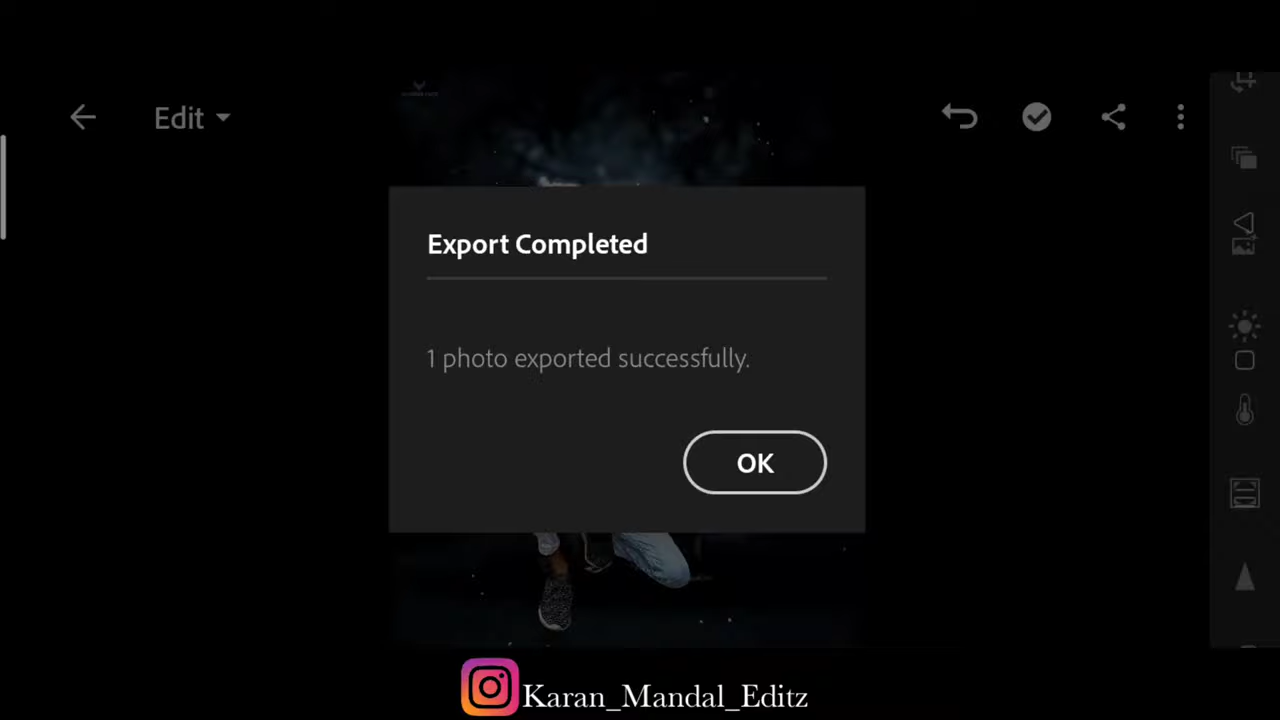 Edit
Export Completed
1 photo exported successfully.
OK
Karan_Mandal_Editz